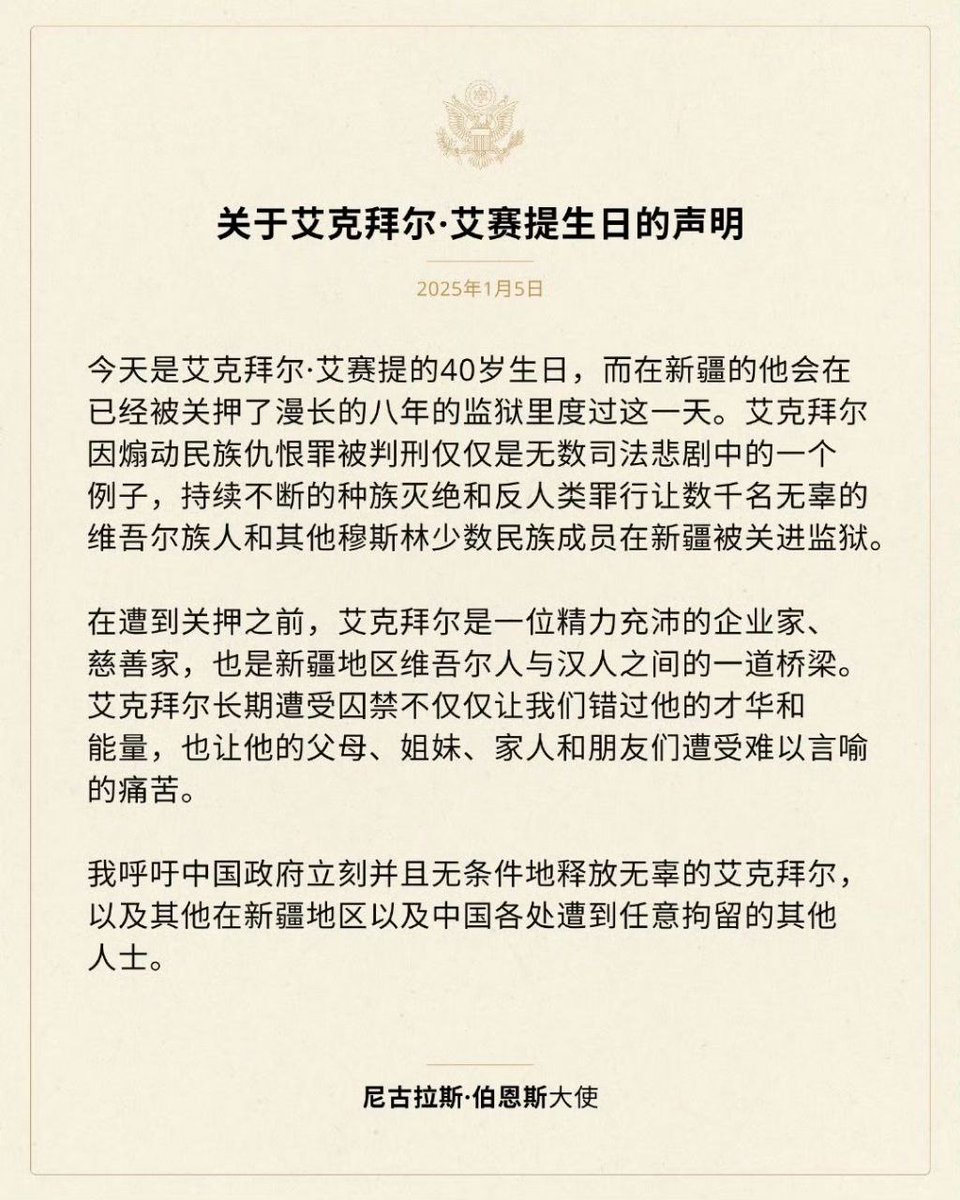 关于艾克拜尔·艾赛提生日的声明
2025年1月5日
今天是艾克拜尔·艾赛提的40岁生日，而在新疆的他会在
已经被关押了漫长的八年的监狱里度过这一天。艾克拜尔
因煽动民族仇恨罪被判刑仅仅是无数司法悲剧中的一个
例子，持续不断的种族灭绝和反人类罪行让数千名无辜的
维吾尔族人和其他穆斯林少数民族成员在新疆被关进监狱。
在遭到关押之前，艾克拜尔是一位精力充沛的企业家、
慈善家，也是新疆地区维吾尔人与汉人之间的一道桥梁。
艾克拜尔长期遭受囚禁不仅仅让我们错过他的才华和
能量，也让他的父母、姐妹、家人和朋友们遭受难以言喻
的痛苦。
我呼吁中国政府立刻并且无条件地释放无辜的艾克拜尔，
以及其他在新疆地区以及中国各处遭到任意拘留的其他
人士。
尼古拉斯·伯恩斯大使